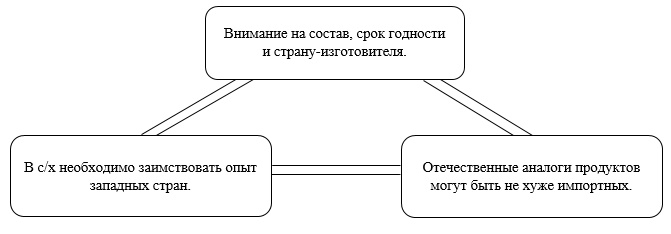 Внимание на состав, срок годности
и страну-изготовителя.
В с/х необходимо заимствовать опыт
западных стран.
Отечественные аналоги продуктов
могут быть не хуже импортных.